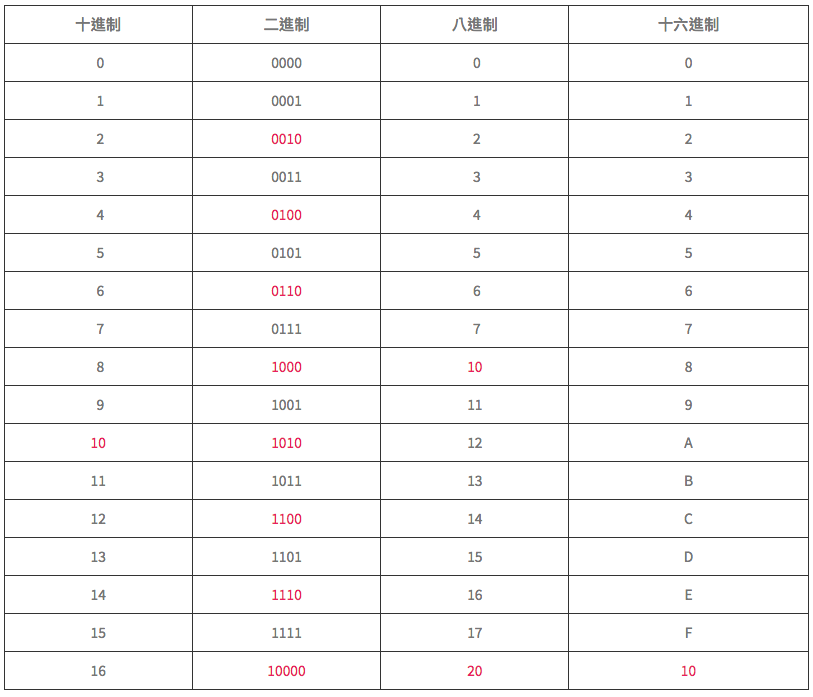 十進制 二進制 八進制 十六進制
0 0000 0 0
1 0001 1 1
2 0010 2 2
3 0011 3 3
4 0100 4 4
5 0101 5 5
6 0110 6 6
7 0111 7 7
8 1000 10 8
9 1001 11 9
10 1010 12 A
11 1011 13 B
12 1100 14 C
13 1101 15 D
14 1110 16 E
15 1111 17 F
16 10000 20 10